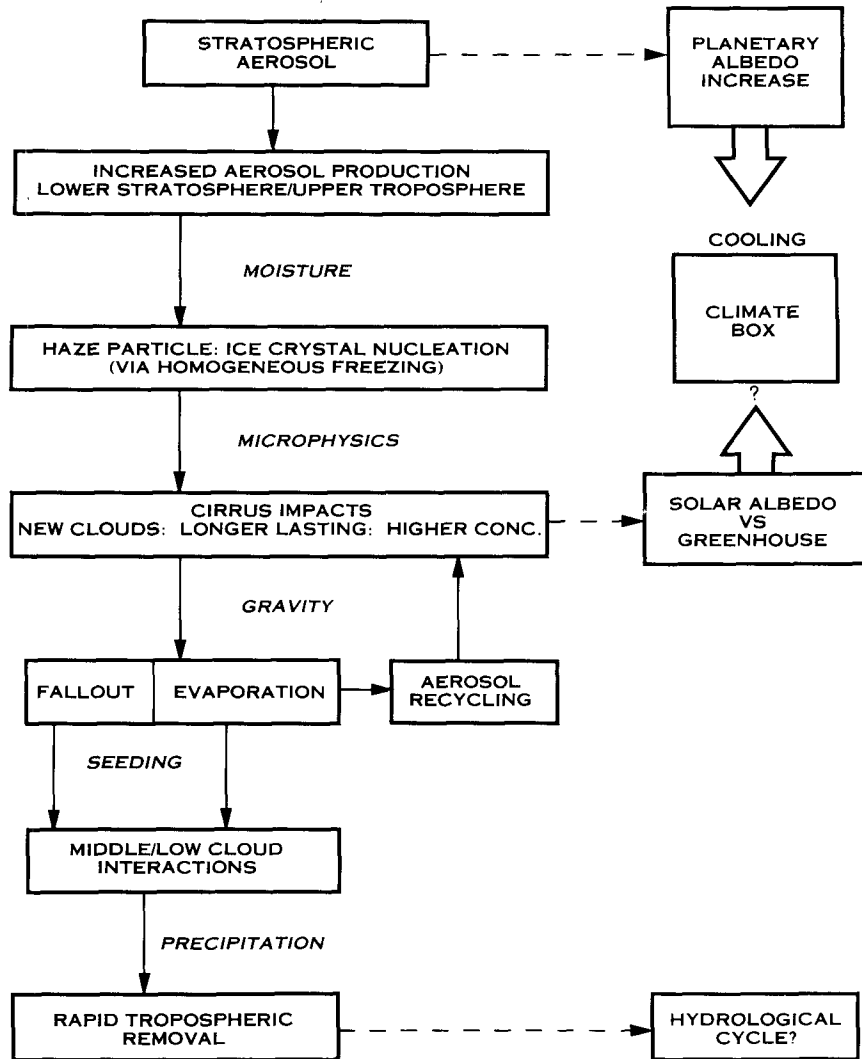 STRATOSPHERIC
AEROSOL
PLANETARY
ALBEDO
INCREASE
INCREASED AEROSOL PRODUCTION
LOWER STRATOSPHERE/UPPER TROPOSPHERE
COOLING
MOISTURE
CLIMATE
BOX
HAZE PARTICLE: ICE CRYSTAL NUCLEATION
(VIA HOMOGENEOUS FREEZING)
?
MICROPHYSICS
CIRRUS IMPACTS
NEW CLOUDS: LONGER LASTING: HIGHER CONC.
SOLAR ALBEDO
VS
GREENHOUSE
GRAVITY
FALLOUT
EVAPORATION
AEROSOL
RECYCLING
SEEDING
MIDDLE/LOW CLOUD
INTERACTIONS
PRECIPITATION
RAPID TROPOSPHERIC
REMOVAL
HYDROLOGICAL
CYCLE?